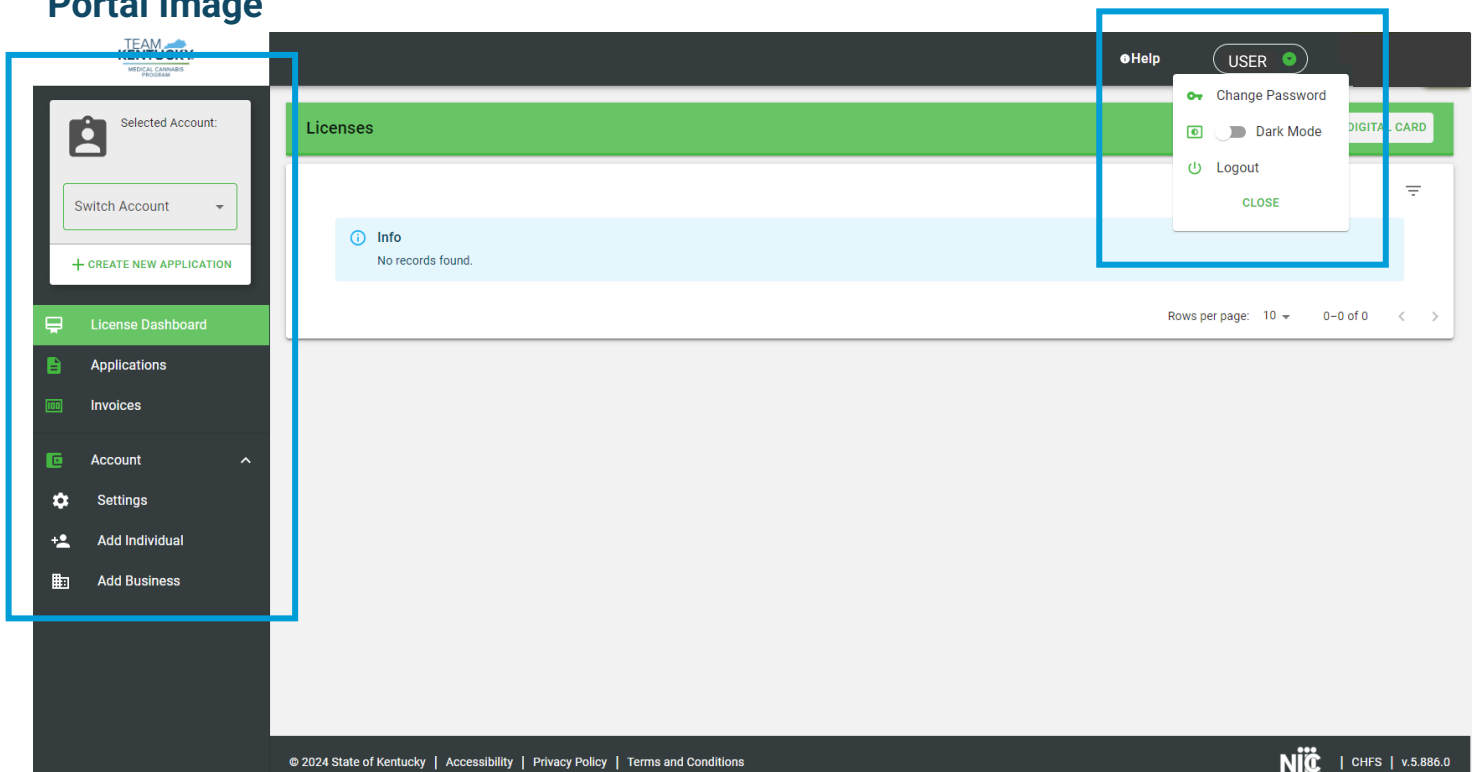 Portal Image
TEAM
KENTUCKY
MEDICAL CANNABIS
PROGRAM
Help
USER
Change Password
Dark Mode
Logout
CLOSE
Selected Account:
Switch Account
CREATE NEW APPLICATION
License Dashboard
Applications
Invoices
Account
Settings
Add Individual
Add Business
Licenses
DIGITAL CARD
Info
No records found.
Rows per page: 10 0–0 of 0
© 2024 State of Kentucky | Accessibility | Privacy Policy | Terms and Conditions
NIC | CHFS | v.5.886.0